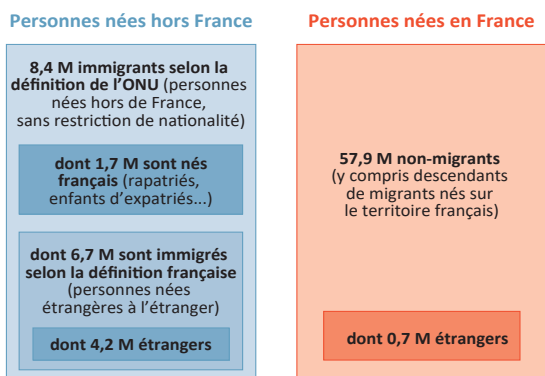 Personnes nées hors France
8,4 M immigrants selon la
définition de l’ONU (personnes
nées hors de France,
sans restriction de nationalité)
dont 1,7 M sont nés
français (rapatriés,
enfants d’expatriés...)
dont 6,7 M sont immigrés
selon la définition française
(personnes nées
étrangères à l’étranger)
dont 4,2 M étrangers
Personnes nées en France
57,9 M non-migrants
(y compris descendants
de migrants nés sur
le territoire français)
dont 0,7 M étrangers